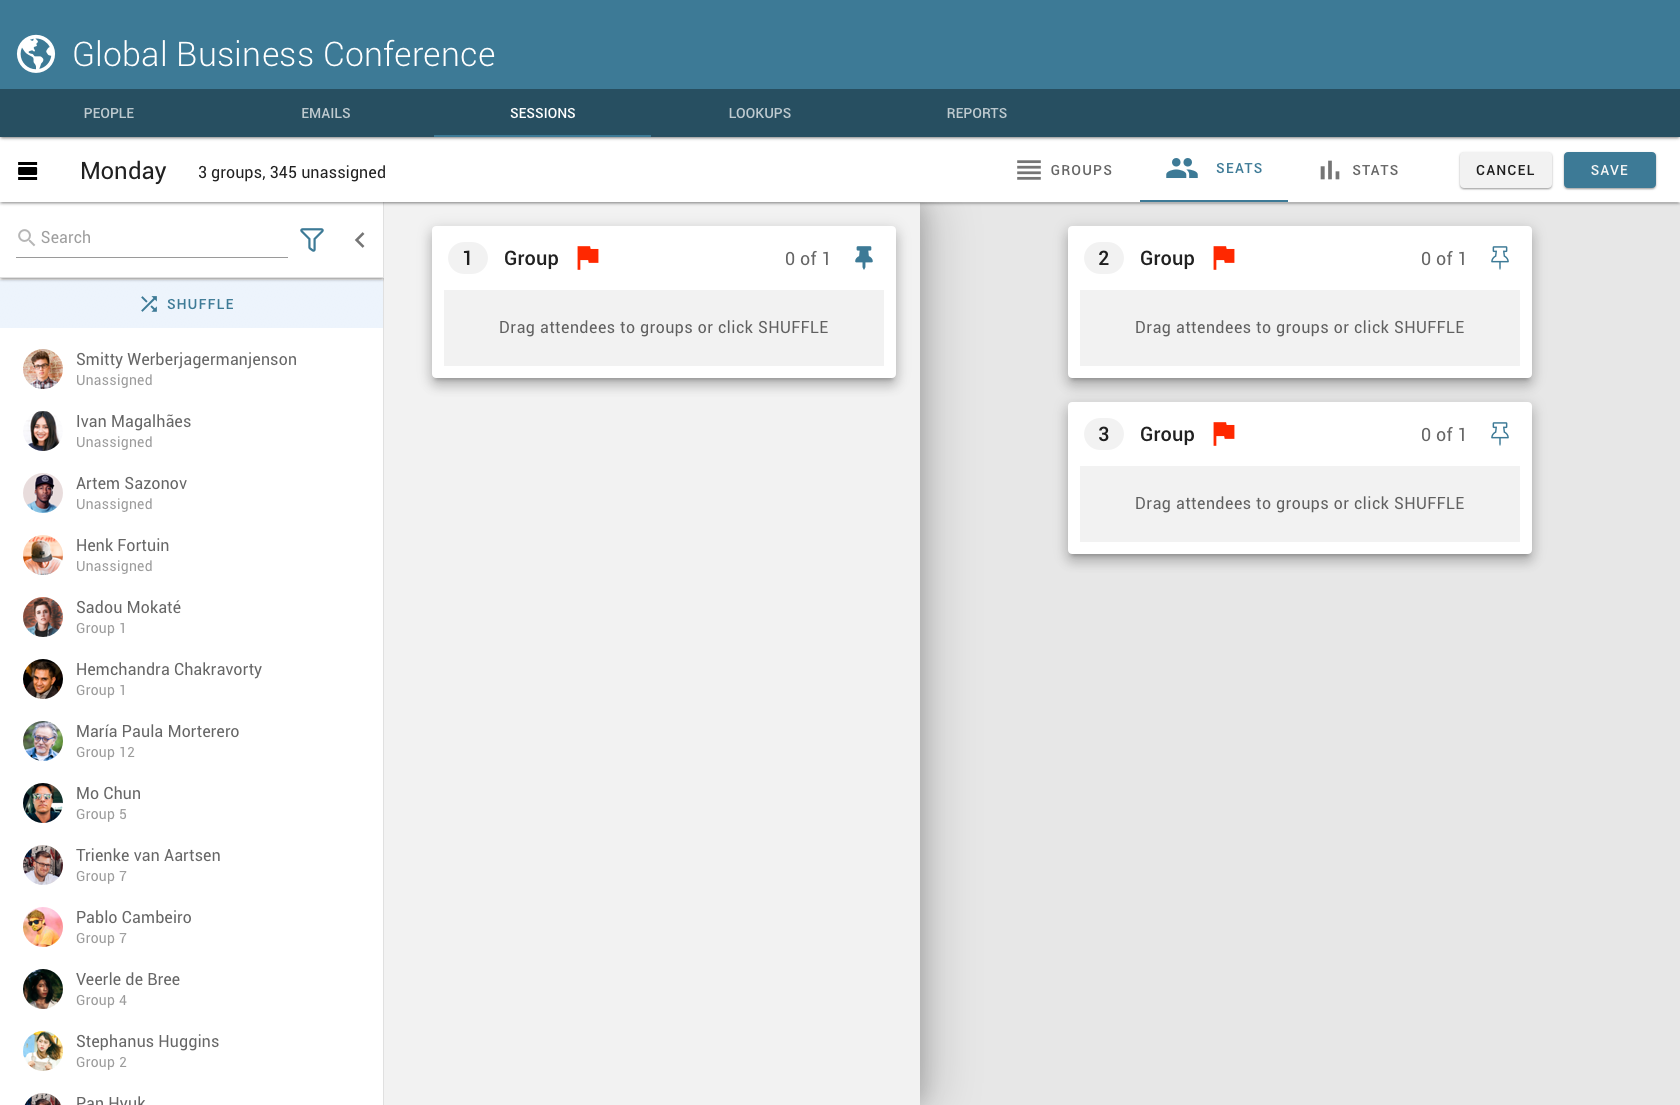 Global Business Conference
PEOPLE
EMAILS
SESSIONS
LOOKUPS
REPORTS
Monday
3 groups, 345 unassigned
GROUPS
SEATS
STATS
CANCEL
SAVE
Search
SHUFFLE
Smitty Werberjagermanjenson
Unassigned
Ivan Magalhães
Unassigned
Artem Sazonov
Unassigned
Henk Fortuin
Unassigned
Sadou Mokaté
Group 1
Hemchandra Chakravorty
Group 1
María Paula Morterero
Group 12
Mo Chun
Group 5
Trienke van Aartsen
Group 7
Pablo Cambeiro
Group 7
Veerle de Bree
Group 4
Stephanus Huggins
Group 2
Pan Hyuk
1 Group 0 of 1
Drag attendees to groups or click SHUFFLE
2 Group 0 of 1
Drag attendees to groups or click SHUFFLE
3 Group 0 of 1
Drag attendees to groups or click SHUFFLE